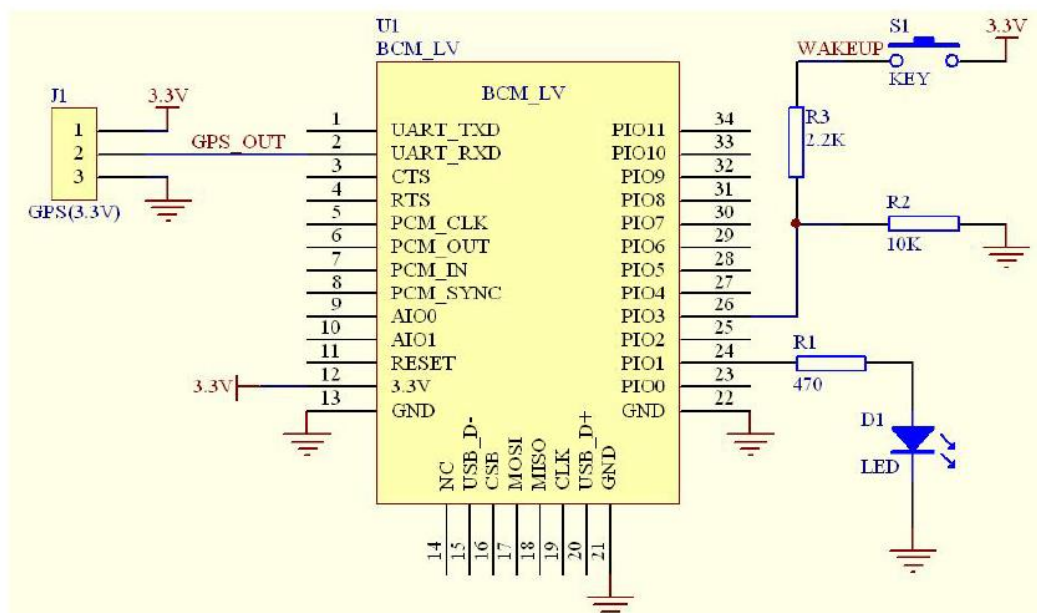 U1
BCM_LV
BCM_LV
J1
3.3V
1
2
3
GPS(3.3V)
GPS_OUT
1 UART_TXD
2 UART_RXD
3 CTS
4 RTS
5 PCM_CLK
6 PCM_OUT
7 PCM_IN
8 PCM_SYNC
9 AIO0
10 AIO1
11 RESET
3.3V 12 3.3V
13 GND
PIO11 34
PIO10 33
PIO9 32
PIO8 31
PIO7 30
PIO6 29
PIO5 28
PIO4 27
PIO3 26
PIO2 25
PIO1 24
PIO0 23
GND 22
NC 14
USB_D- 15
CSB 16
MOSI 17
MISO 18
CLK 19
USB_D+ 20
GND 21
S1
3.3V
WAKEUP
KEY
R3
2.2K
R2
10K
R1
470
D1
LED